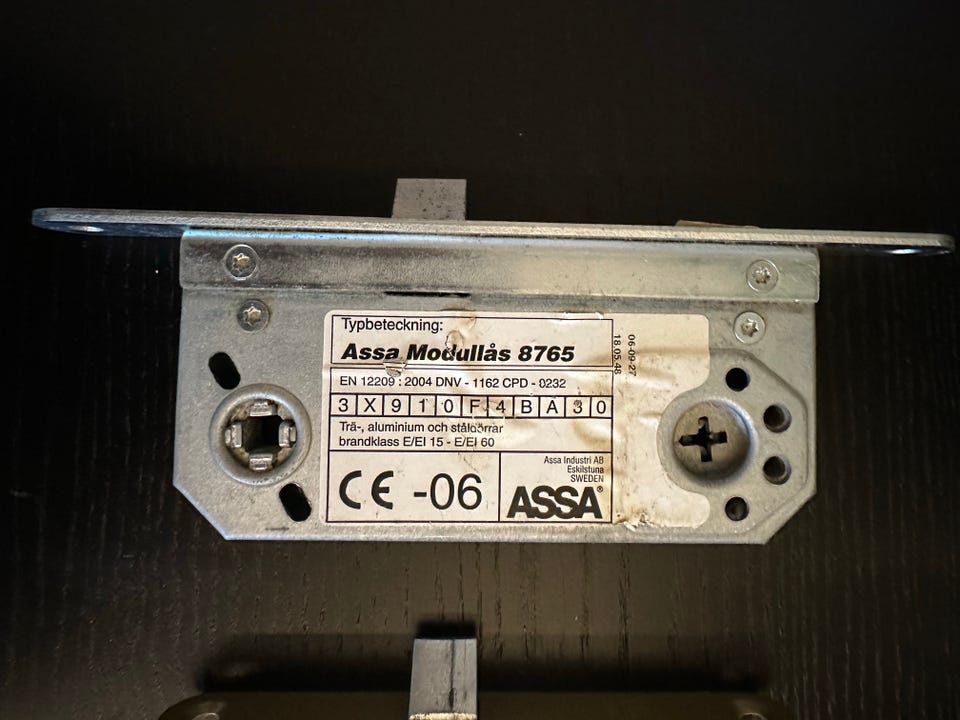 Typbeteckning:
Assa Modullås 8765
EN 12209 : 2004 DNV - 1162 CPD - 0232
3 X 9 1 0 F 4 B A 3 0
Trä-, aluminium och ståldörrar
brandklass E/EI 15 - E/EI 60
CE -06
Assa Industri AB
Eskilstuna
SWEDEN
ASSA®
06-09-27
18.05.48